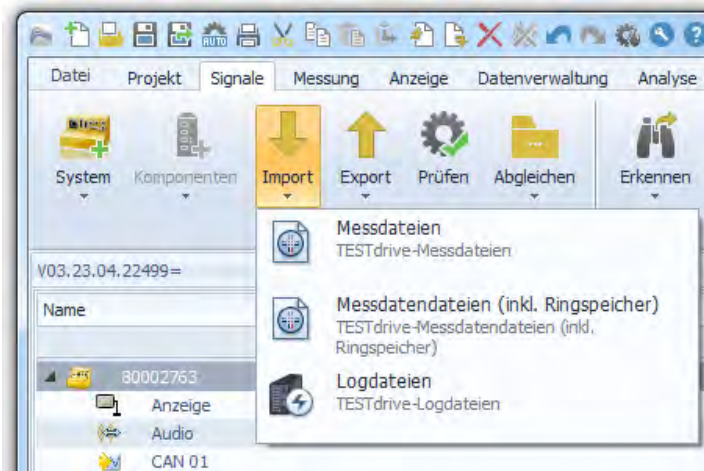 AUTO
Datei Projekt Signale Messung Anzeige Datenverwaltung Analyse
System Komponenten Import Export Prüfen Abgleichen Erkennen
Messdateien
TESTdrive-Messdateien
V03.23.04.22499=
Messdatendateien (inkl. Ringspeicher)
TESTdrive-Messdatendateien (inkl.
Ringspeicher)
Name
80002763
Logdateien
TESTdrive-Logdateien
Anzeige
Audio
CAN 01